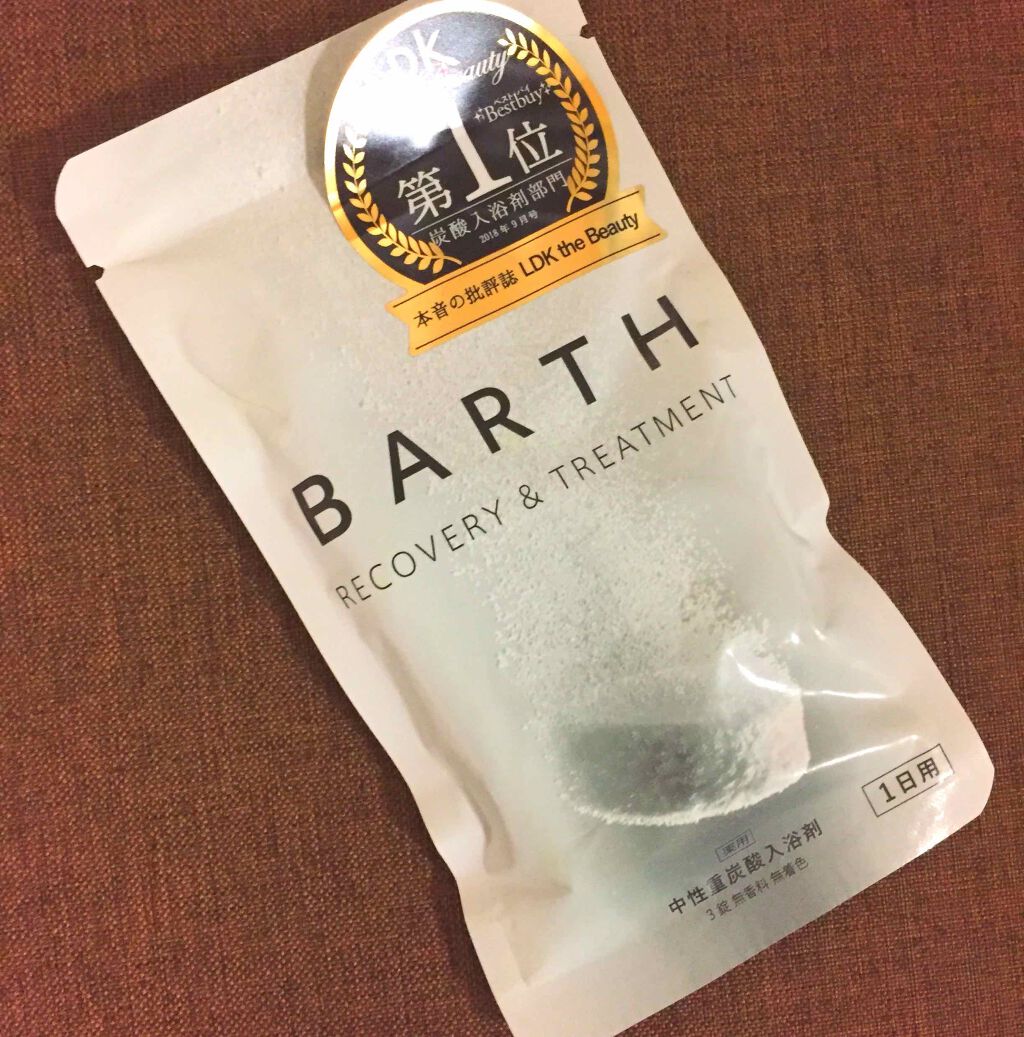 LDK
Beauty
ベストバイ
Bestbuy
第1位
炭酸入浴剤部門
2018年9月号
本音の批評誌 LDK the Beauty
BARTH
RECOVERY & TREATMENT
1日用
薬用
中性重炭酸入浴剤
3錠 無香料 無着色